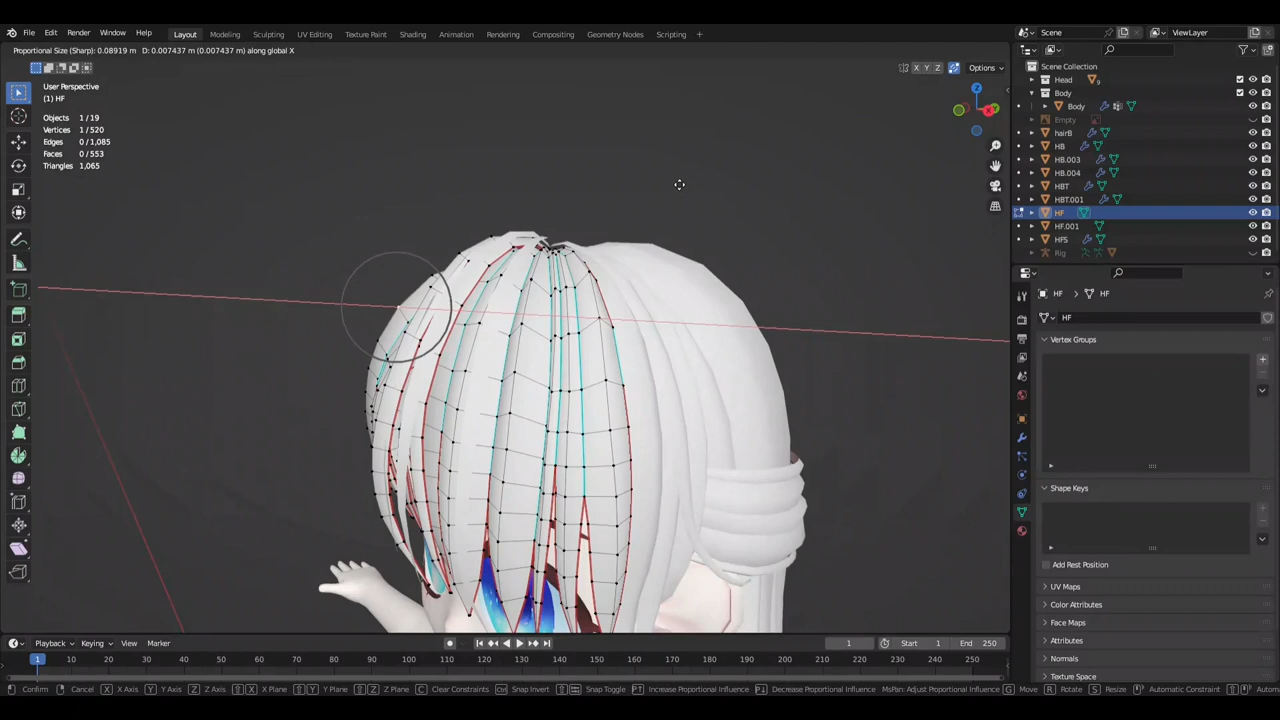 File Edit Render Window Help Layout Modeling Sculpting UV Editing Texture Paint Shading Animation Rendering Compositing Geometry Nodes Scripting + Scene ViewLayer
Proportional Size (Sharp): 0.08919 m D: 0.007437 m (0.007437 m) along global X
X Y Z Options
User Perspective
(1) HF
Objects 1/19
Vertices 1/520
Edges 0/1,085
Faces 0/553
Triangles 1,065
Z
Y
X
Scene Collection
Head 9
Body
Body
Empty
hairB
HB
HB.003
HB.004
HBT
HBT.001
HF
HF.001
HFS
Rig
HF > HF
HF
Vertex Groups
Shape Keys
Add Rest Position
UV Maps
Color Attributes
Face Maps
Attributes
Normals
Texture Space
Playback Keying View Marker 1 Start 1 End 250
1 10 20 30 40 50 60 70 80 90 100 110 120 130 140 150 160 170 180 190 200 210 220 230 240 250
Confirm Cancel X X Axis Y Y Axis Z Z Axis X X Plane Y Y Plane Z Z Plane C Clear Constraints Ctrl Snap Invert Snap Toggle Increase Proportional Influence Decrease Proportional Influence MsPan: Adjust Proportional Influence G Move R Rotate S Resize Automatic Constraint Automa